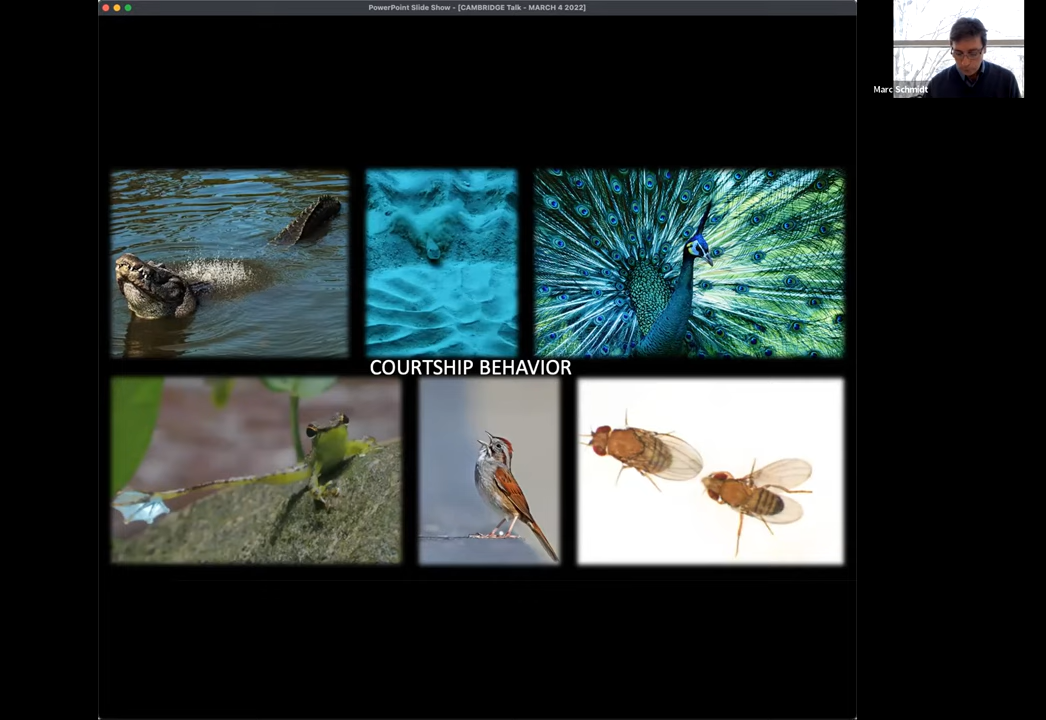 PowerPoint Slide Show - [CAMBRIDGE Talk - MARCH 4 2022]
Marc Schmidt
COURTSHIP BEHAVIOR